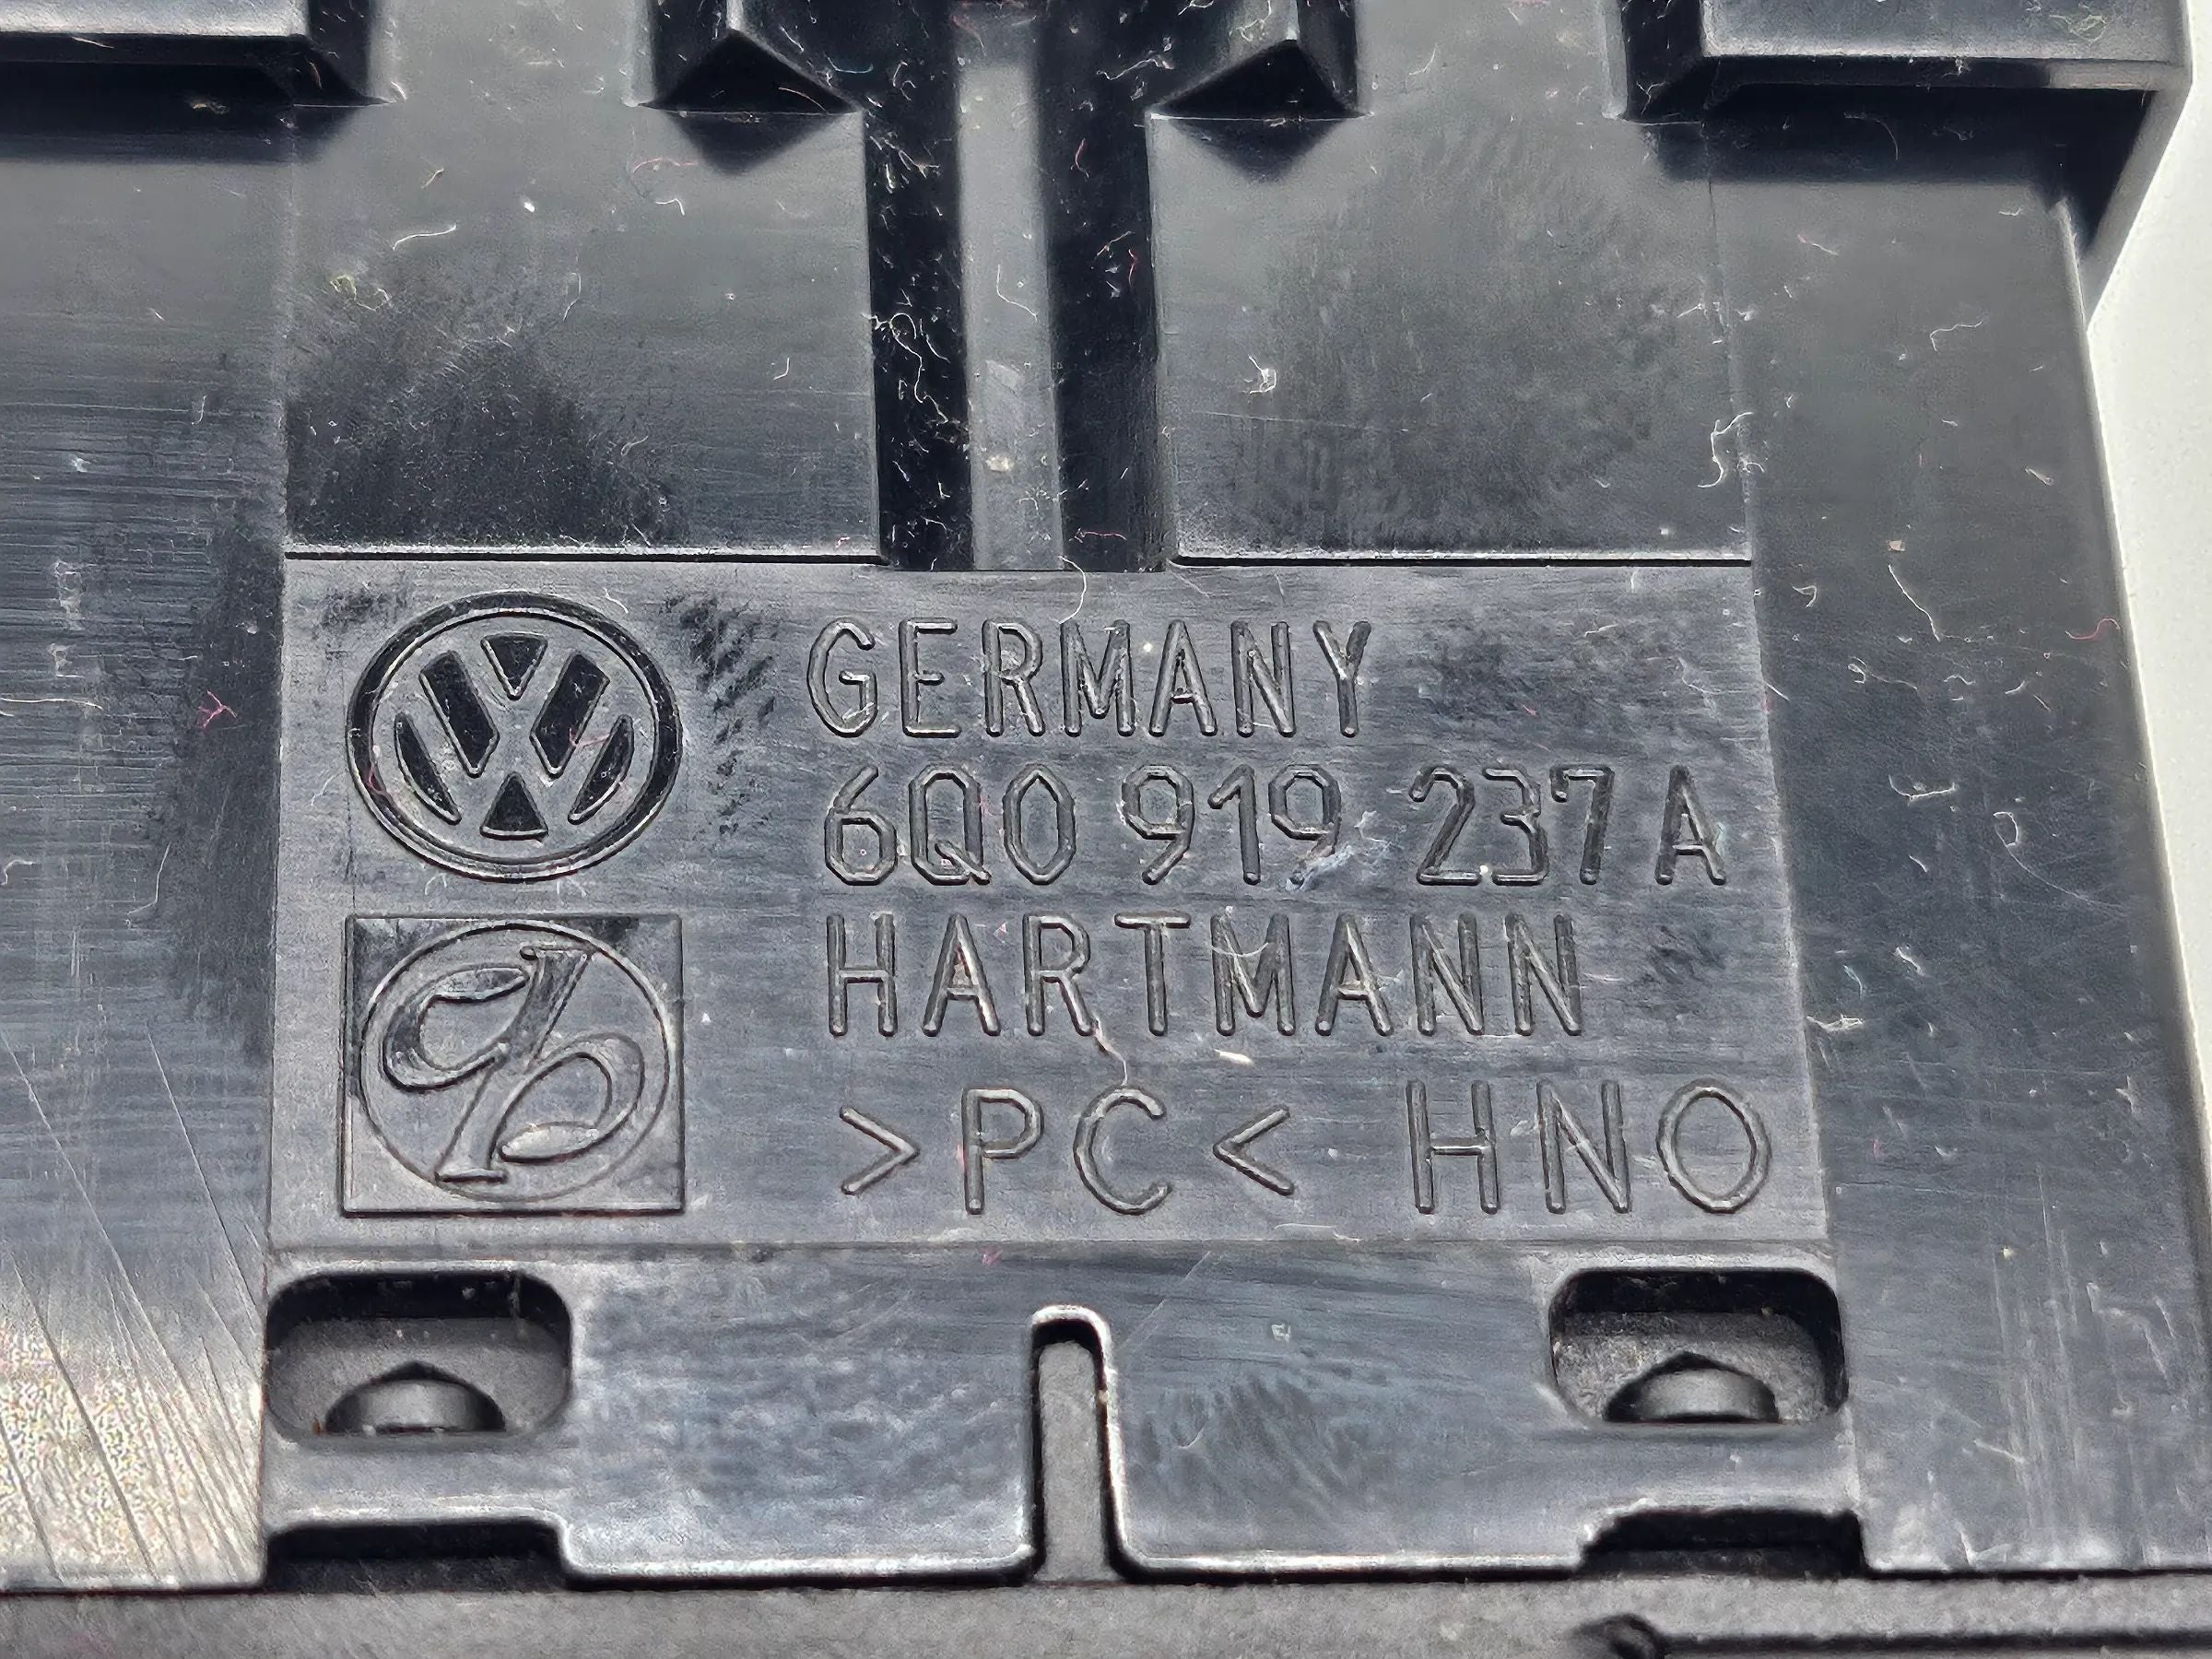 GERMANY
6Q0 919 237 A
HARTMANN
>PC< HNO